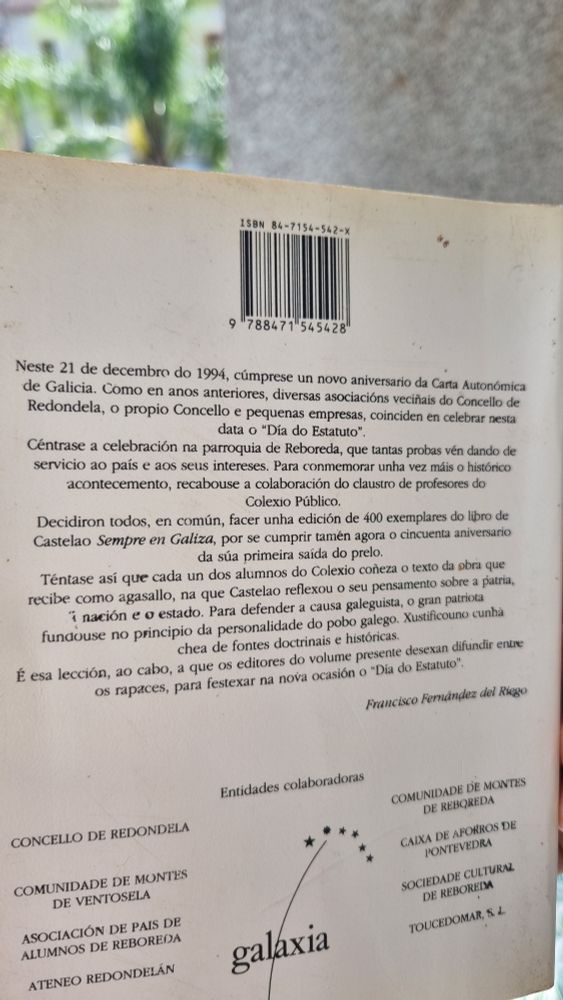 ISBN 84-7154-542-X
9 788471 545428
Neste 21 de decembro do 1994, cúmprese un novo aniversario da Carta Autonómica
de Galicia. Como en anos anteriores, diversas asociacións veciñais do Concello de
Redondela, o propio Concello e pequenas empresas, coinciden en celebrar nesta
data o "Día do Estatuto".
Céntrase a celebración na parroquia de Reboreda, que tantas probas vén dando de
servicio ao país e aos seus intereses. Para conmemorar unha vez máis o histórico
acontecemento, recabouse a colaboración do claustro de profesores do
Colexio Público.
Decidiron todos, en común, facer unha edición de 400 exemplares do libro de
Castelao Sempre en Galiza, por se cumprir tamén agora o cincuenta aniversario
da súa primeira saída do prelo.
Téntase así que cada un dos alumnos do Colexio coñeza o texto da obra que
recibe como agasallo, na que Castelao reflexou o seu pensamento sobre a patria,
nación e o estado. Para defender a causa galeguista, o gran patriota
fundouse no principio da personalidade do pobo galego. Xustificouno cunha
chea de fontes doctrinais e históricas.
É esa lección, ao cabo, a que os editores do volume presente desexan difundir entre
os rapaces, para festexar na nova ocasión o "Día do Estatuto".
Francisco Fernández del Riego
Entidades colaboradoras
CONCELLO DE REDONDELA
COMUNIDADE DE MONTES
DE VENTOSELA
ASOCIACIÓN DE PAIS DE
ALUMNOS DE REBOREDA
ATENEO REDONDELÁN
galaxia
COMUNIDADE DE MONTES
DE REBOREDA
CAIXA DE AFORROS DE
PONTEVEDRA
SOCIEDADE CULTURAL
DE REBOREDA
TOUCEDOMAR, S. L.